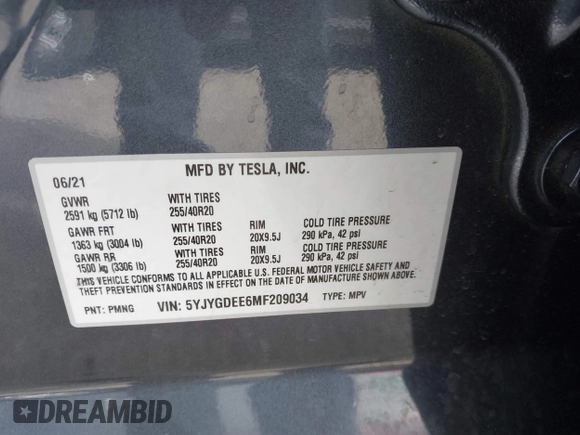 MFD BY TESLA, INC.
06/21
GVWR WITH TIRES
2591 kg (5712 lb) 255/40R20
GAWR FRT WITH TIRES RIM COLD TIRE PRESSURE
1363 kg (3004 lb) 255/40R20 20X9.5J 290 kPa, 42 psi
GAWR RR WITH TIRES RIM COLD TIRE PRESSURE
1500 kg (3306 lb) 255/40R20 20X9.5J 290 kPa, 42 psi
THIS VEHICLE CONFORMS TO ALL APPLICABLE U.S. FEDERAL MOTOR VEHICLE SAFETY AND
THEFT PREVENTION STANDARDS IN EFFECT ON THE DATE OF MANUFACTURE SHOWN ABOVE.
PNT: PMNG VIN: 5YJYGDEE6MF209034 TYPE: MPV
DREAMBID